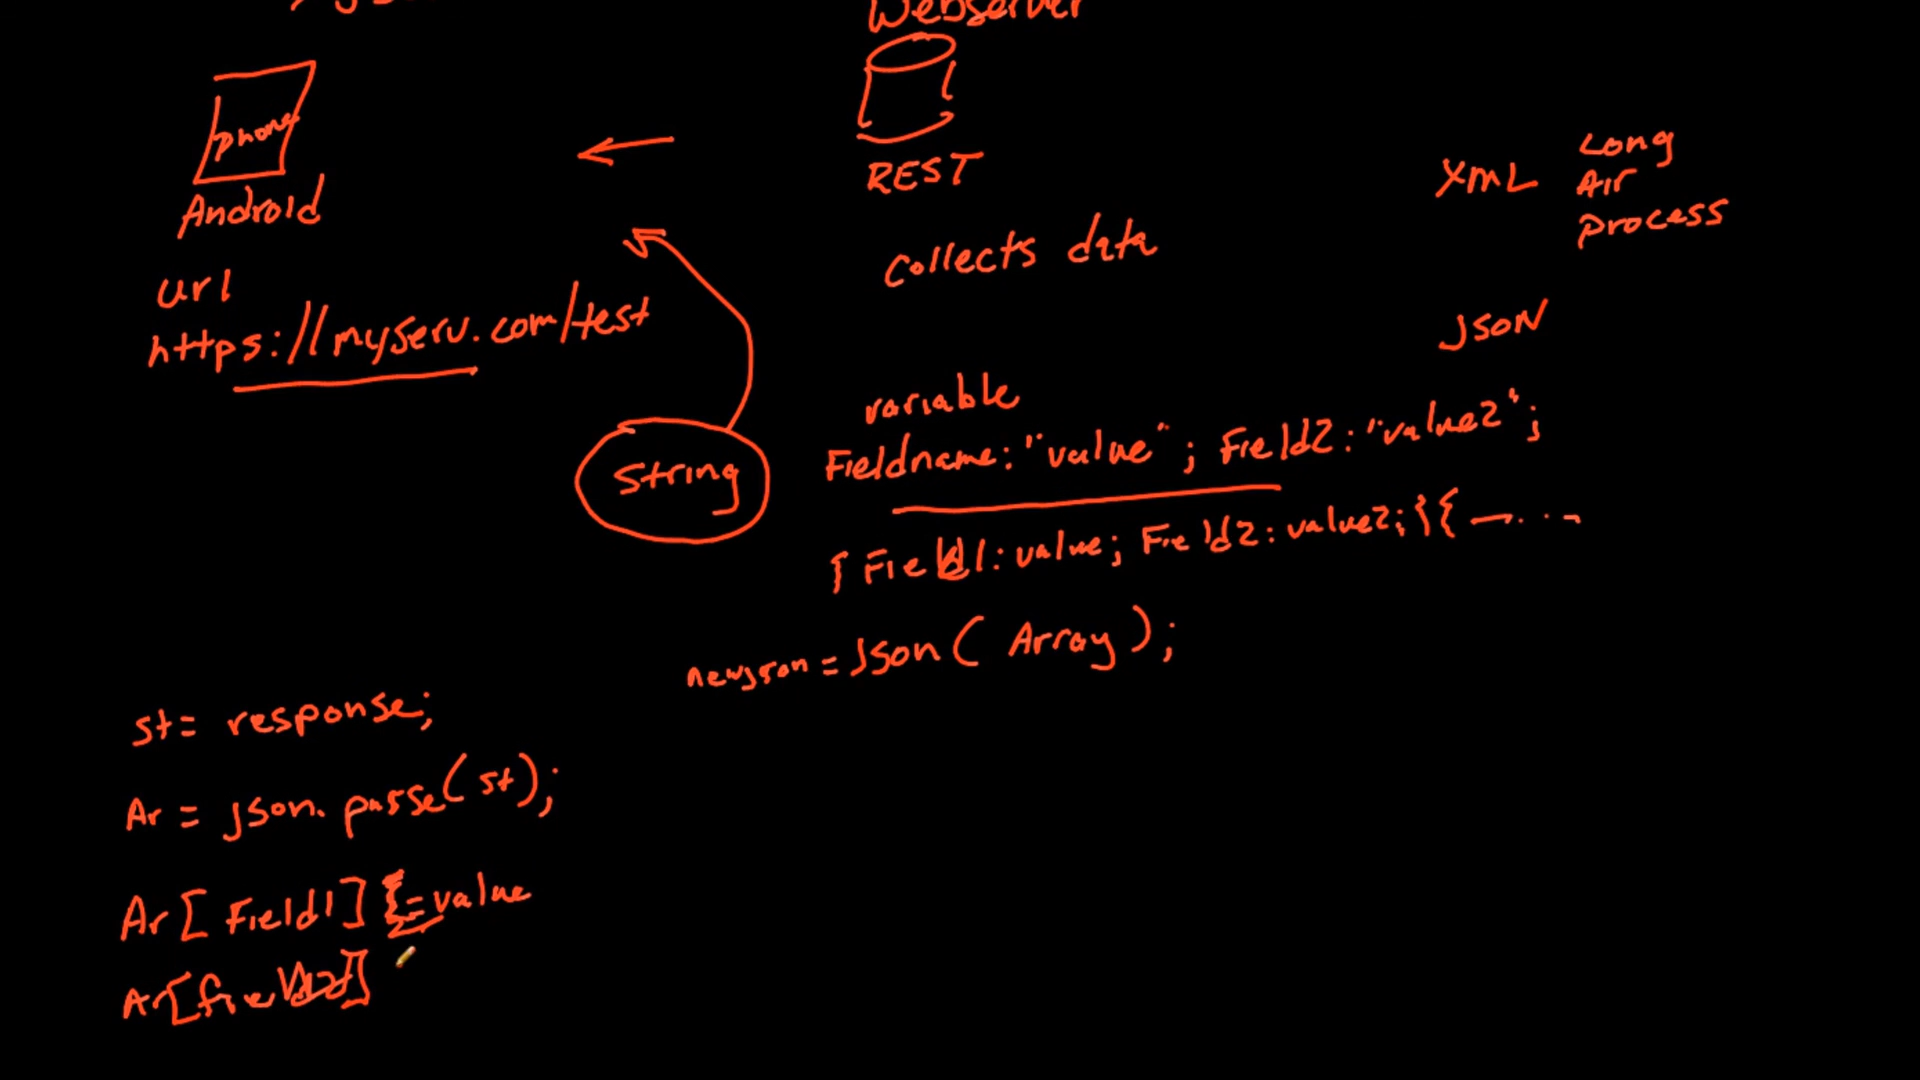 Webserver
phone
REST
Android
XML
Long
Air
process
collects data
url
https://myserv.com/test
JSON
variable
Fieldname: "value"; Field2: "value2";
string
{Field1: value; Field2: value2;}{ —...
newjson = Json( Array );
st= response;
Ar = json.parse(st);
Ar[Field1] = value
Ar[field2]